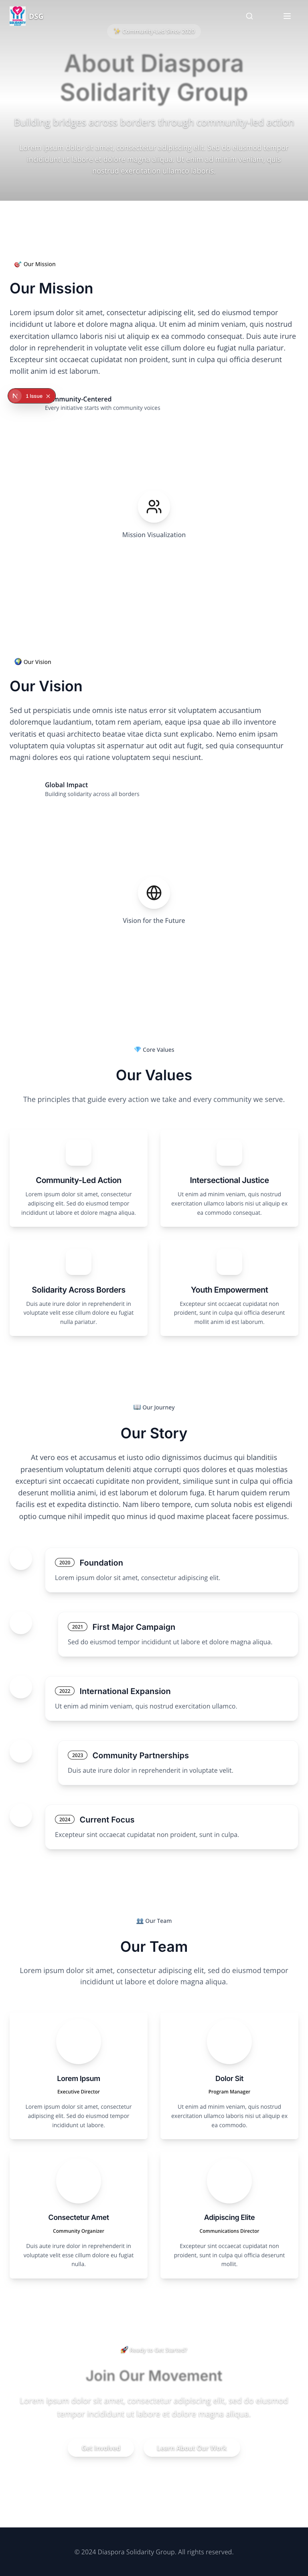 DSG
Community-Led Since 2020
About Diaspora
Solidarity Group
Building bridges across borders through community-led action
Lorem ipsum dolor sit amet, consectetur adipiscing elit. Sed do eiusmod tempor
incididunt ut labore et dolore magna aliqua. Ut enim ad minim veniam, quis
nostrud exercitation ullamco laboris.
🎯 Our Mission
Our Mission
Lorem ipsum dolor sit amet, consectetur adipiscing elit, sed do eiusmod tempor
incididunt ut labore et dolore magna aliqua. Ut enim ad minim veniam, quis nostrud
exercitation ullamco laboris nisi ut aliquip ex ea commodo consequat. Duis aute irure
dolor in reprehenderit in voluptate velit esse cillum dolore eu fugiat nulla pariatur.
Excepteur sint occaecat cupidatat non proident, sunt in culpa qui officia deserunt
mollit anim id est laborum.
N 1 Issue ×
mmunity-Centered
Every initiative starts with community voices
Mission Visualization
🌍 Our Vision
Our Vision
Sed ut perspiciatis unde omnis iste natus error sit voluptatem accusantium
doloremque laudantium, totam rem aperiam, eaque ipsa quae ab illo inventore
veritatis et quasi architecto beatae vitae dicta sunt explicabo. Nemo enim ipsam
voluptatem quia voluptas sit aspernatur aut odit aut fugit, sed quia consequuntur
magni dolores eos qui ratione voluptatem sequi nesciunt.
Global Impact
Building solidarity across all borders
Vision for the Future
💎 Core Values
Our Values
The principles that guide every action we take and every community we serve.
Community-Led Action
Lorem ipsum dolor sit amet, consectetur
adipiscing elit. Sed do eiusmod tempor
incididunt ut labore et dolore magna aliqua.
Intersectional Justice
Ut enim ad minim veniam, quis nostrud
exercitation ullamco laboris nisi ut aliquip ex
ea commodo consequat.
Solidarity Across Borders
Duis aute irure dolor in reprehenderit in
voluptate velit esse cillum dolore eu fugiat
nulla pariatur.
Youth Empowerment
Excepteur sint occaecat cupidatat non
proident, sunt in culpa qui officia deserunt
mollit anim id est laborum.
📖 Our Journey
Our Story
At vero eos et accusamus et iusto odio dignissimos ducimus qui blanditiis
praesentium voluptatum deleniti atque corrupti quos dolores et quas molestias
excepturi sint occaecati cupiditate non provident, similique sunt in culpa qui officia
deserunt mollitia animi, id est laborum et dolorum fuga. Et harum quidem rerum
facilis est et expedita distinctio. Nam libero tempore, cum soluta nobis est eligendi
optio cumque nihil impedit quo minus id quod maxime placeat facere possimus.
2020 Foundation
Lorem ipsum dolor sit amet, consectetur adipiscing elit.
2021 First Major Campaign
Sed do eiusmod tempor incididunt ut labore et dolore magna aliqua.
2022 International Expansion
Ut enim ad minim veniam, quis nostrud exercitation ullamco.
2023 Community Partnerships
Duis aute irure dolor in reprehenderit in voluptate velit.
2024 Current Focus
Excepteur sint occaecat cupidatat non proident, sunt in culpa.
👥 Our Team
Our Team
Lorem ipsum dolor sit amet, consectetur adipiscing elit, sed do eiusmod tempor
incididunt ut labore et dolore magna aliqua.
Lorem Ipsum
Executive Director
Lorem ipsum dolor sit amet, consectetur
adipiscing elit. Sed do eiusmod tempor
incididunt ut labore.
Dolor Sit
Program Manager
Ut enim ad minim veniam, quis nostrud
exercitation ullamco laboris nisi ut aliquip ex
ea commodo.
Consectetur Amet
Community Organizer
Duis aute irure dolor in reprehenderit in
voluptate velit esse cillum dolore eu fugiat
nulla.
Adipiscing Elite
Communications Director
Excepteur sint occaecat cupidatat non
proident, sunt in culpa qui officia deserunt
mollit.
🚀 Ready to Get Started?
Join Our Movement
Lorem ipsum dolor sit amet, consectetur adipiscing elit, sed do eiusmod
tempor incididunt ut labore et dolore magna aliqua.
Get Involved
Learn About Our Work
© 2024 Diaspora Solidarity Group. All rights reserved.